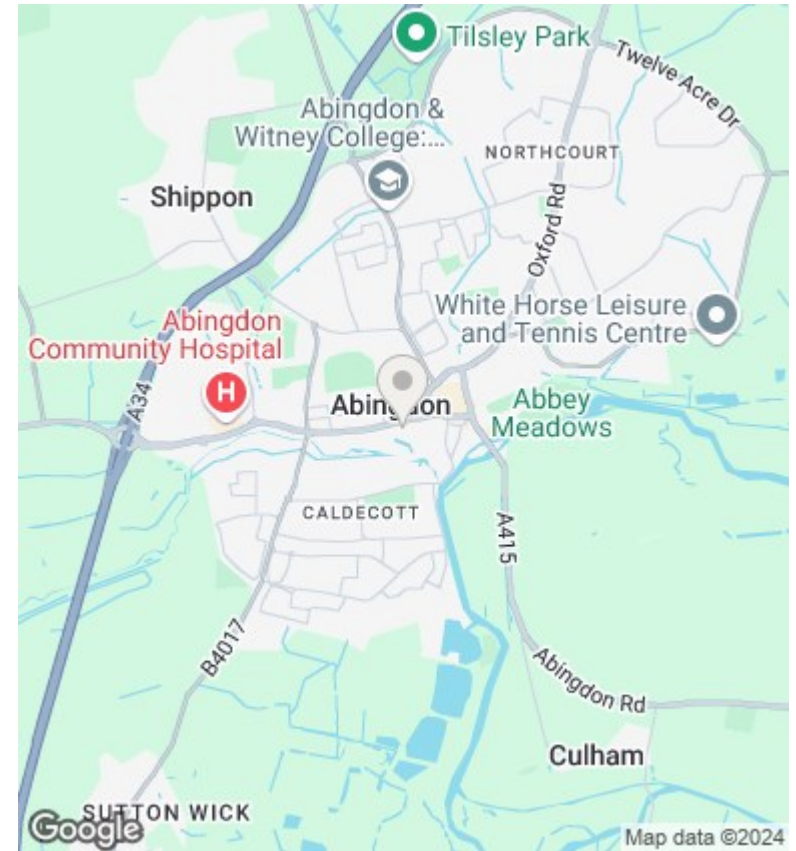 Tilsley Park
Twelve Acre Dr
Abingdon &
Witney College:...
NORTHCOURT
Shippon
Oxford Rd
White Horse Leisure
and Tennis Centre
Abingdon
Community Hospital
H
A34
Abingdon
Abbey
Meadows
CALDECOTT
A415
B4017
Abingdon Rd
Culham
SUTTON WICK
Google
Map data ©2024